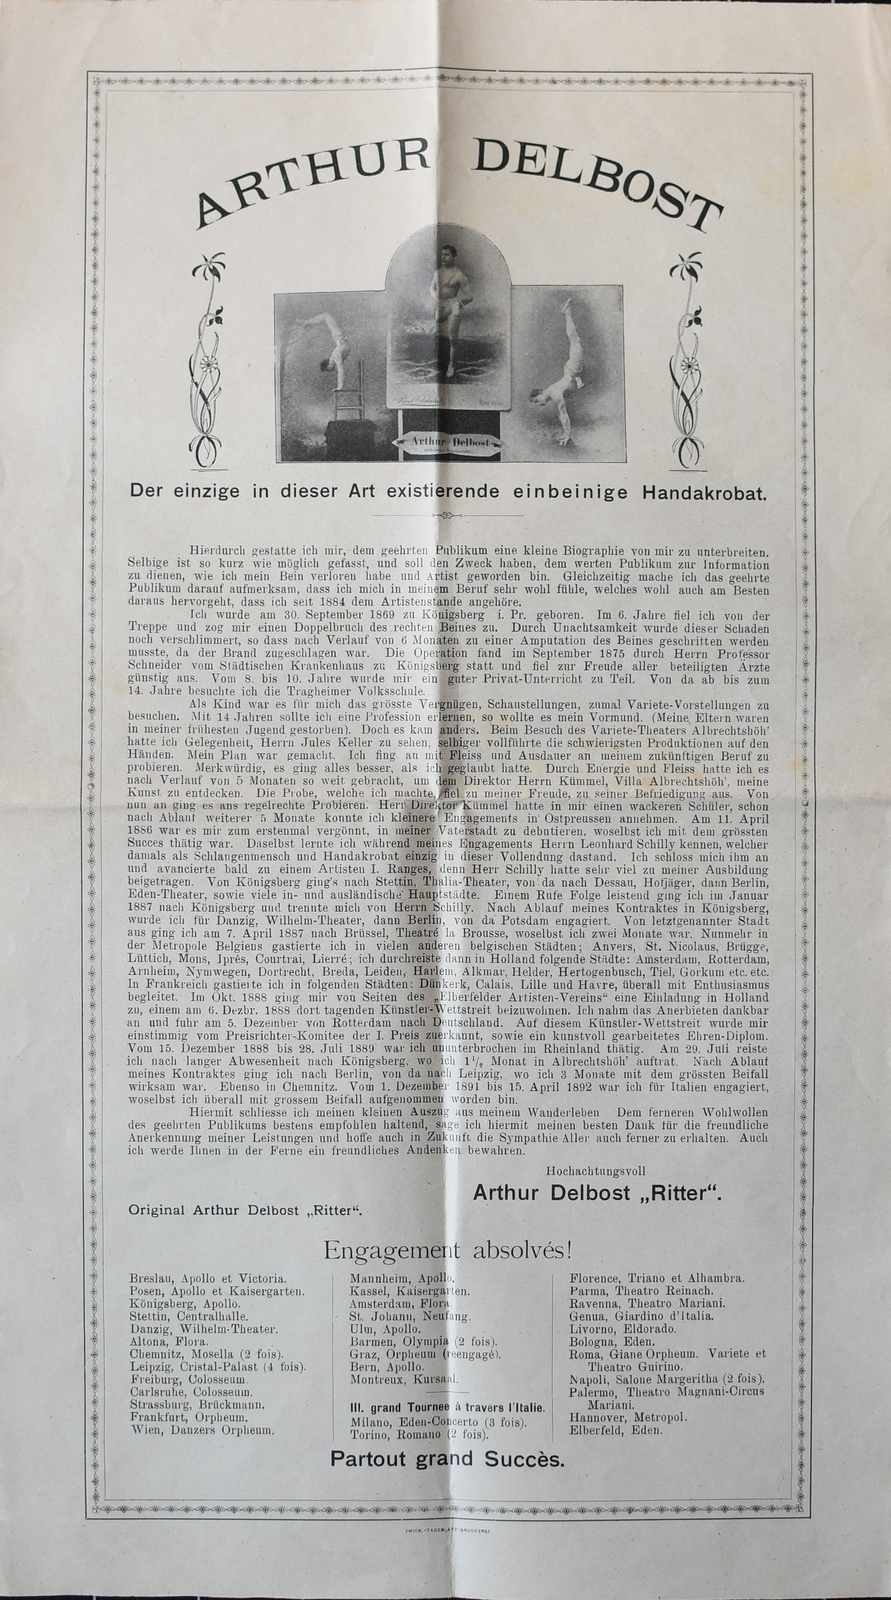 ARTHUR DELBOST
Arthur Delbost
Der einzige in dieser Art existierende einbeinige Handakrobat.
Hierdurch gestatte ich mir, dem geehrten Publikum eine kleine Biographie von mir zu unterbreiten.
Selbige ist so kurz wie möglich gefasst, und soll den Zweck haben, dem werten Publikum zur Information
zu dienen, wie ich mein Bein verloren habe und Artist geworden bin. Gleichzeitig mache ich das geehrte
Publikum darauf aufmerksam, dass ich mich in meinem Beruf sehr wohl fühle, welches wohl auch am Besten
daraus hervorgeht, dass ich seit 1884 dem Artistenstande angehöre.
Ich wurde am 30. September 1869 zu Königsberg i. Pr. geboren. Im 6. Jahre fiel ich von der
Treppe und zog mir einen Doppelbruch des rechten Beines zu. Durch Unachtsamkeit wurde dieser Schaden
noch verschlimmert, so dass nach Verlauf von 6 Monaten zu einer Amputation des Beines geschritten werden
musste, da der Brand zugeschlagen war. Die Operation fand im September 1875 durch Herrn Professor
Schneider vom Städtischen Krankenhaus zu Königsberg statt und fiel zur Freude aller beteiligten Ärzte
günstig aus. Vom 8. bis 10. Jahre wurde mir ein guter Privat-Unterricht zu Teil. Von da ab bis zum
14. Jahre besuchte ich die Tragheimer Volksschule.
Als Kind war es für mich das grösste Vergnügen, Schaustellungen, zumal Variete-Vorstellungen zu
besuchen. Mit 14 Jahren sollte ich eine Profession erlernen, so wollte es mein Vormund. (Meine Eltern waren
in meiner frühesten Jugend gestorben). Doch es kam anders. Beim Besuch des Variete-Theaters Albrechtshöh'
hatte ich Gelegenheit, Herrn Jules Keller zu sehen, selbiger vollführte die schwierigsten Produktionen auf den
Händen. Mein Plan war gemacht. Ich fing an mit Fleiss und Ausdauer an meinem zukünftigen Beruf zu
probieren. Merkwürdig, es ging alles besser, als ich geglaubt hatte. Durch Energie und Fleiss hatte ich es
nach Verlauf von 5 Monaten so weit gebracht, um dem Direktor Herrn Kümmel, Villa Albrechtshöh', meine
Kunst zu entdecken. Die Probe, welche ich machte, fiel zu meiner Freude, zu seiner Befriedigung aus. Von
nun an ging es ans regelrechte Probieren. Herr Direktor Kümmel hatte in mir einen wackeren Schüler, schon
nach Ablauf weiterer 5 Monate konnte ich kleinere Engagements in Ostpreussen annehmen. Am 11. April
1886 war es mir zum erstenmal vergönnt, in meiner Vaterstadt zu debutieren, woselbst ich mit dem grössten
Succes thätig war. Daselbst lernte ich während meines Engagements Herrn Leonhard Schilly kennen, welcher
damals als Schlangenmensch und Handakrobat einzig in dieser Vollendung dastand. Ich schloss mich ihm an
und avancierte bald zu einem Artisten I. Ranges, denn Herr Schilly hatte sehr viel zu meiner Ausbildung
beigetragen. Von Königsberg ging's nach Stettin, Thalia-Theater, von da nach Dessau, Hofjäger, dann Berlin,
Eden-Theater, sowie viele in- und ausländische Hauptstädte. Einem Rufe Folge leistend ging ich im Januar
1887 nach Königsberg und trennte mich von Herrn Schilly. Nach Ablauf meines Kontraktes in Königsberg,
wurde ich für Danzig, Wilhelm-Theater, dann Berlin, von da Potsdam engagiert. Von letztgenannter Stadt
aus ging ich am 7. April 1887 nach Brüssel, Theatré la Brousse, woselbst ich zwei Monate war. Nunmehr in
der Metropole Belgiens gastierte ich in vielen anderen belgischen Städten; Anvers, St. Nicolaus, Brügge,
Lüttich, Mons, Iprés, Courtrai, Lierré; ich durchreiste dann in Holland folgende Städte: Amsterdam, Rotterdam,
Arnheim, Nymwegen, Dortrecht, Breda, Leiden, Harlem, Alkmar, Helder, Hertogenbusch, Tiel, Gorkum etc. etc.
In Frankreich gastierte ich in folgenden Städten: Dünkerk, Calais, Lille und Havre, überall mit Enthusiasmus
begleitet. Im Okt. 1888 ging mir von Seiten des „Elberfelder Artisten-Vereins“ eine Einladung in Holland
zu, einem am 6. Dezbr. 1888 dort tagenden Künstler-Wettstreit beizuwohnen. Ich nahm das Anerbieten dankbar
an und fuhr am 5. Dezember von Rotterdam nach Deutschland. Auf diesem Künstler-Wettstreit wurde mir
einstimmig vom Preisrichter-Komitee der I. Preis zuerkannt, sowie ein kunstvoll gearbeitetes Ehren-Diplom.
Vom 15. Dezember 1888 bis 28. Juli 1889 war ich ununterbrochen im Rheinland thätig. Am 29. Juli reiste
ich nach langer Abwesenheit nach Königsberg, wo ich 1½ Monat in Albrechtshöh' auftrat. Nach Ablauf
meines Kontraktes ging ich nach Berlin, von da nach Leipzig, wo ich 3 Monate mit dem grössten Beifall
wirksam war. Ebenso in Chemnitz. Vom 1. Dezember 1891 bis 15. April 1892 war ich für Italien engagiert,
woselbst ich überall mit grossem Beifall aufgenommen worden bin.
Hiermit schliesse ich meinen kleinen Auszug aus meinem Wanderleben Dem ferneren Wohlwollen
des geehrten Publikums bestens empfohlen haltend, sage ich hiermit meinen besten Dank für die freundliche
Anerkennung meiner Leistungen und hoffe auch in Zukunft die Sympathie Aller auch ferner zu erhalten. Auch
ich werde Ihnen in der Ferne ein freundliches Andenken bewahren.
Hochachtungsvoll
Arthur Delbost „Ritter“.
Original Arthur Delbost „Ritter“.
Engagement absolvés!
Breslau, Apollo et Victoria.
Posen, Apollo et Kaisergarten.
Königsberg, Apollo.
Stettin, Centralhalle.
Danzig, Wilhelm-Theater.
Altona, Flora.
Chemnitz, Mosella (2 fois).
Leipzig, Cristal-Palast (4 fois).
Freiburg, Colosseum
Carlsruhe, Colosseum.
Strassburg, Brückmann.
Frankfurt, Orpheum.
Wien, Danzers Orpheum.
Mannheim, Apollo.
Kassel, Kaisergarten.
Amsterdam, Flora
St. Johann, Neufang.
Ulm, Apollo.
Barmen, Olympia (2 fois).
Graz, Orpheum (reengagé).
Bern, Apollo.
Montreux, Kursaal.
III. grand Tournee à travers l'Italie.
Milano, Eden-Concerto (3 fois).
Torino, Romano (2 fois).
Florence, Triano et Alhambra.
Parma, Theatro Reinach.
Ravenna, Theatro Mariani.
Genua, Giardino d'Italia.
Livorno, Eldorado.
Bologna, Eden.
Roma, Giane Orpheum. Variete et
Theatro Guirino.
Napoli, Salone Margeritha (2 fois).
Palermo, Theatro Magnani-Circus
Mariani.
Hannover, Metropol.
Elberfeld, Eden.
Partout grand Succès.
ZWICK. TAGEBLATT-DRUCKEREI